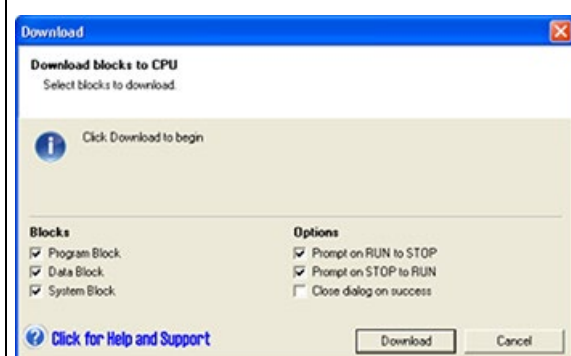 Download
Download blocks to CPU
Select blocks to download.
Click Download to begin
Blocks
Program Block
Data Block
System Block
Options
Prompt on RUN to STOP
Prompt on STOP to RUN
Close dialog on success
Click for Help and Support
Download
Cancel